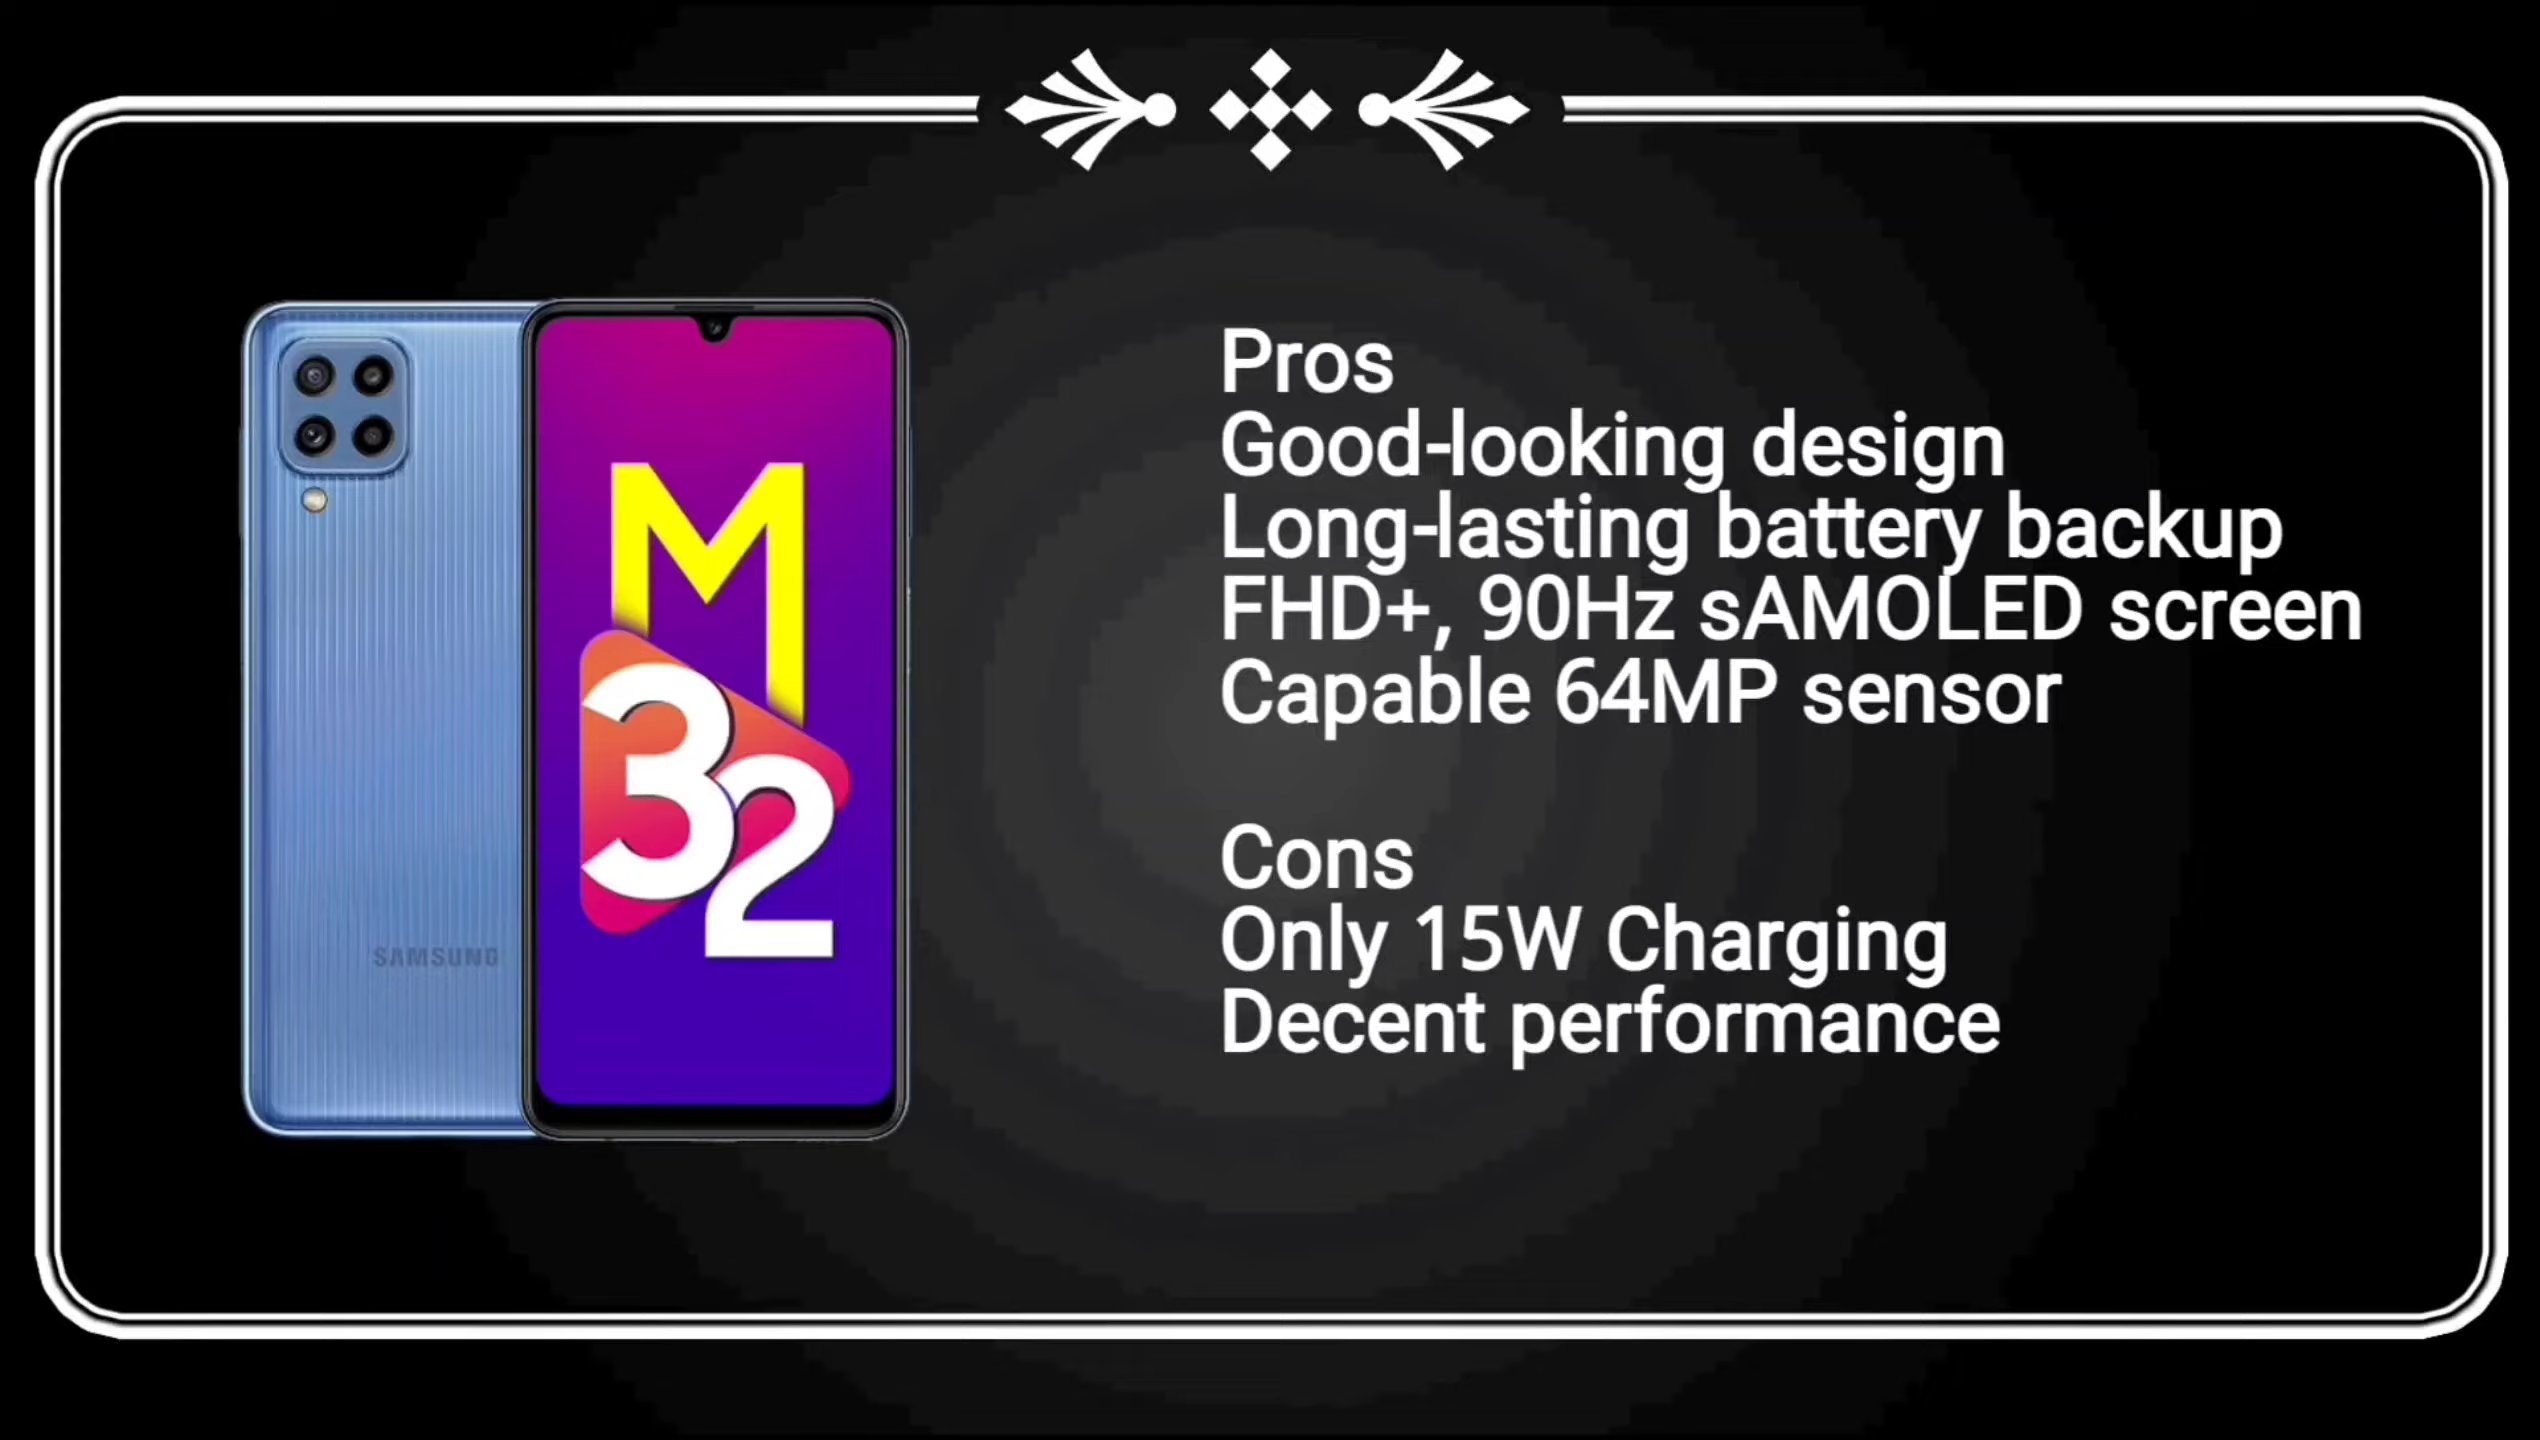 SAMSUNG
M
32
Pros
Good-looking design
Long-lasting battery backup
FHD+, 90Hz sAMOLED screen
Capable 64MP sensor
Cons
Only 15W Charging
Decent performance